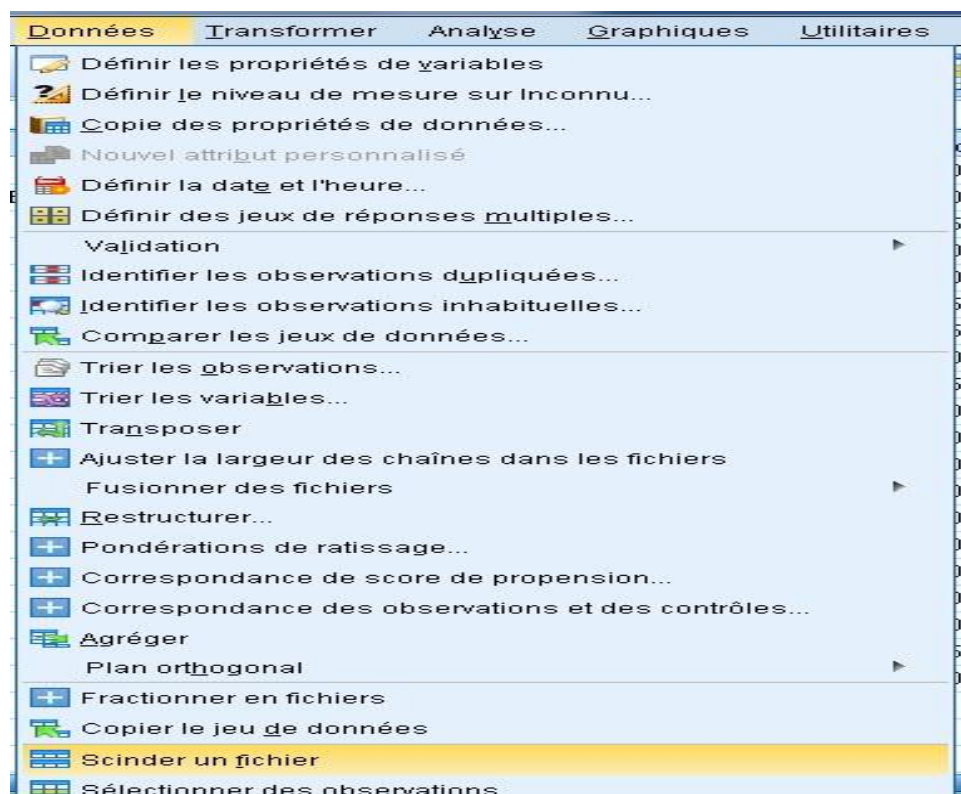 Données Transformer Analyse Graphiques Utilitaires
Définir les propriétés de variables
Définir le niveau de mesure sur Inconnu...
Copie des propriétés de données...
Nouvel attribut personnalisé
Définir la date et l'heure...
Définir des jeux de réponses multiples...
Validation
Identifier les observations dupliquées...
Identifier les observations inhabituelles...
Comparer les jeux de données...
Trier les observations...
Trier les variables...
Transposer
Ajuster la largeur des chaînes dans les fichiers
Fusionner des fichiers
Restructurer...
Pondérations de ratissage...
Correspondance de score de propension...
Correspondance des observations et des contrôles...
Agréger
Plan orthogonal
Fractionner en fichiers
Copier le jeu de données
Scinder un fichier
Sélectionner des observations